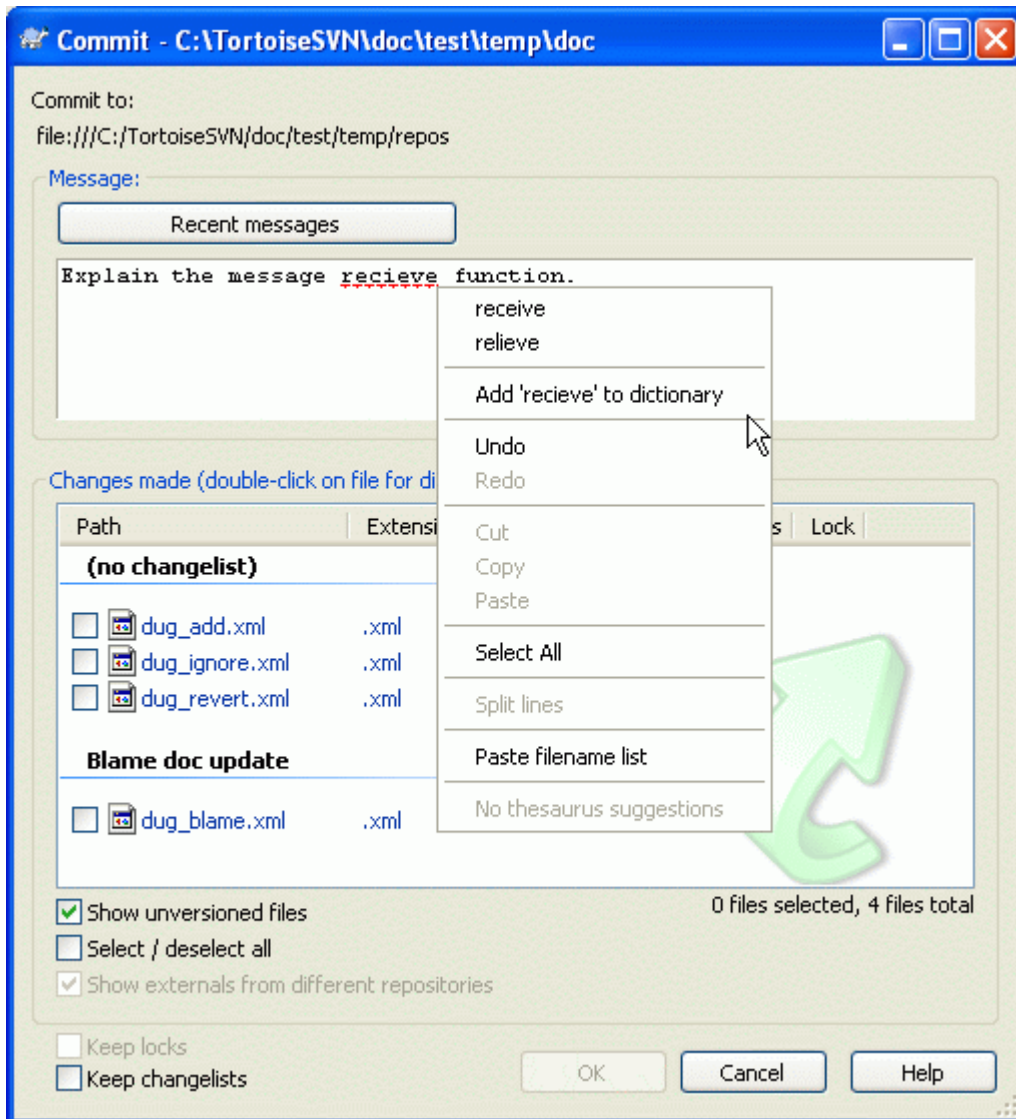 Commit - C:\TortoiseSVN\doc\test\temp\doc
Commit to:
file:///C:/TortoiseSVN/doc/test/temp/repos
Message:
Recent messages
Explain the message recieve function.
receive
relieve
Add 'recieve' to dictionary
Undo
Redo
Cut
Copy
Paste
Select All
Split lines
Paste filename list
No thesaurus suggestions
Changes made (double-click on file for di
Path Extensi s Lock
(no changelist)
dug_add.xml .xml
dug_ignore.xml .xml
dug_revert.xml .xml
Blame doc update
dug_blame.xml .xml
Show unversioned files
0 files selected, 4 files total
Select / deselect all
Show externals from different repositories
Keep locks
Keep changelists
OK Cancel Help